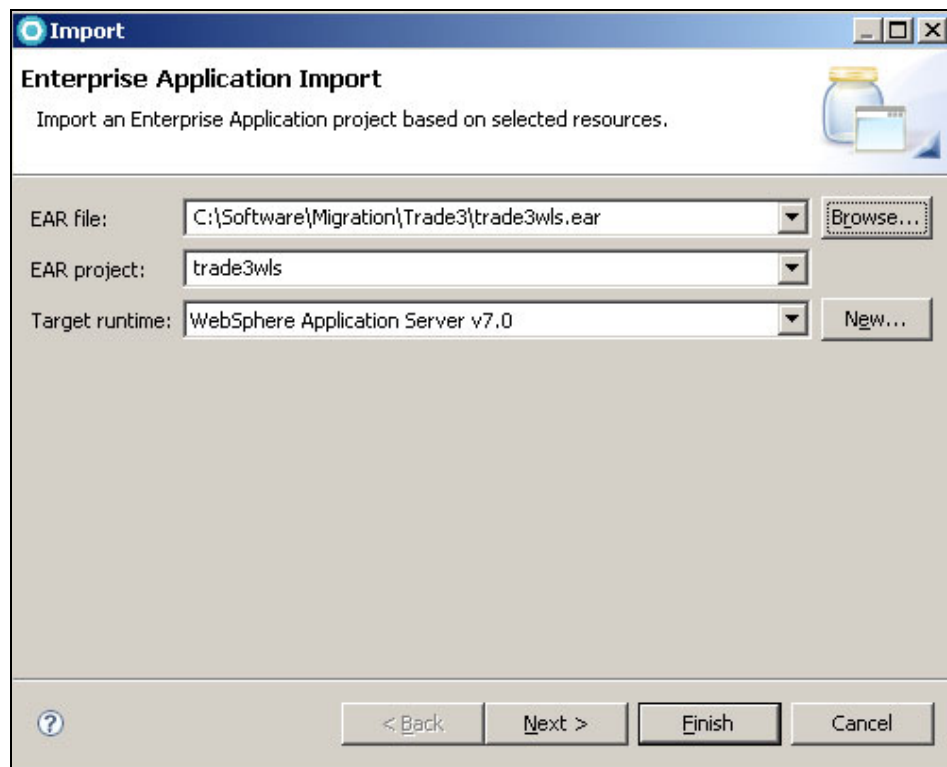 Import
Enterprise Application Import
Import an Enterprise Application project based on selected resources.
EAR file: C:\Software\Migration\Trade3\trade3wls.ear Browse...
EAR project: trade3wls
Target runtime: WebSphere Application Server v7.0 New...
? < Back Next > Finish Cancel